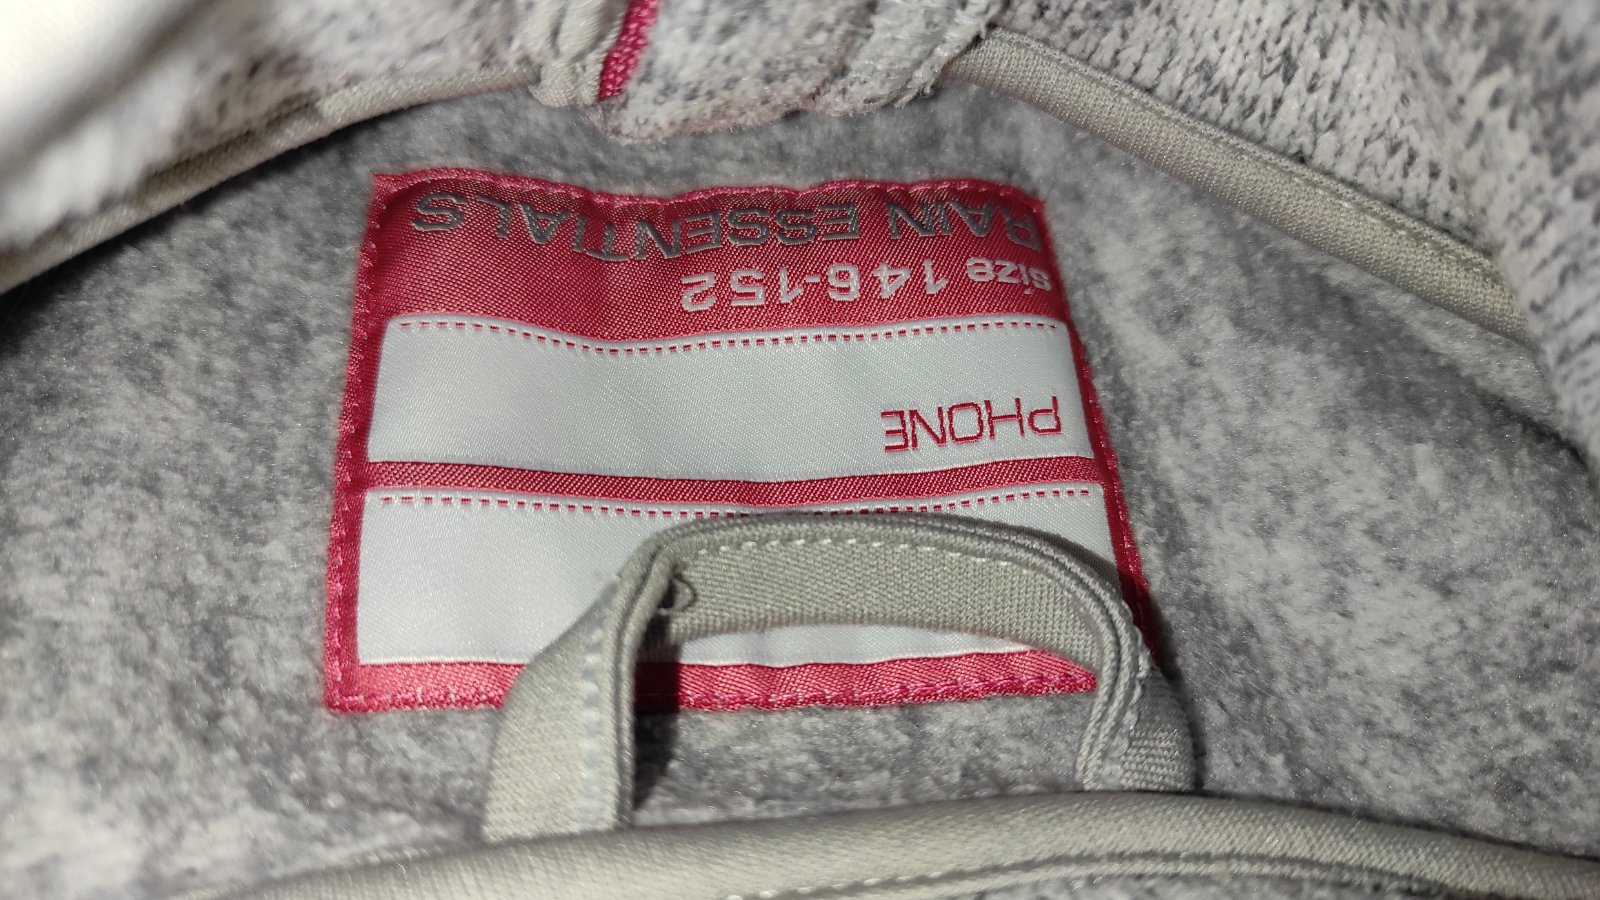 RAIN ESSENTIALS
size 146-152
PHONE